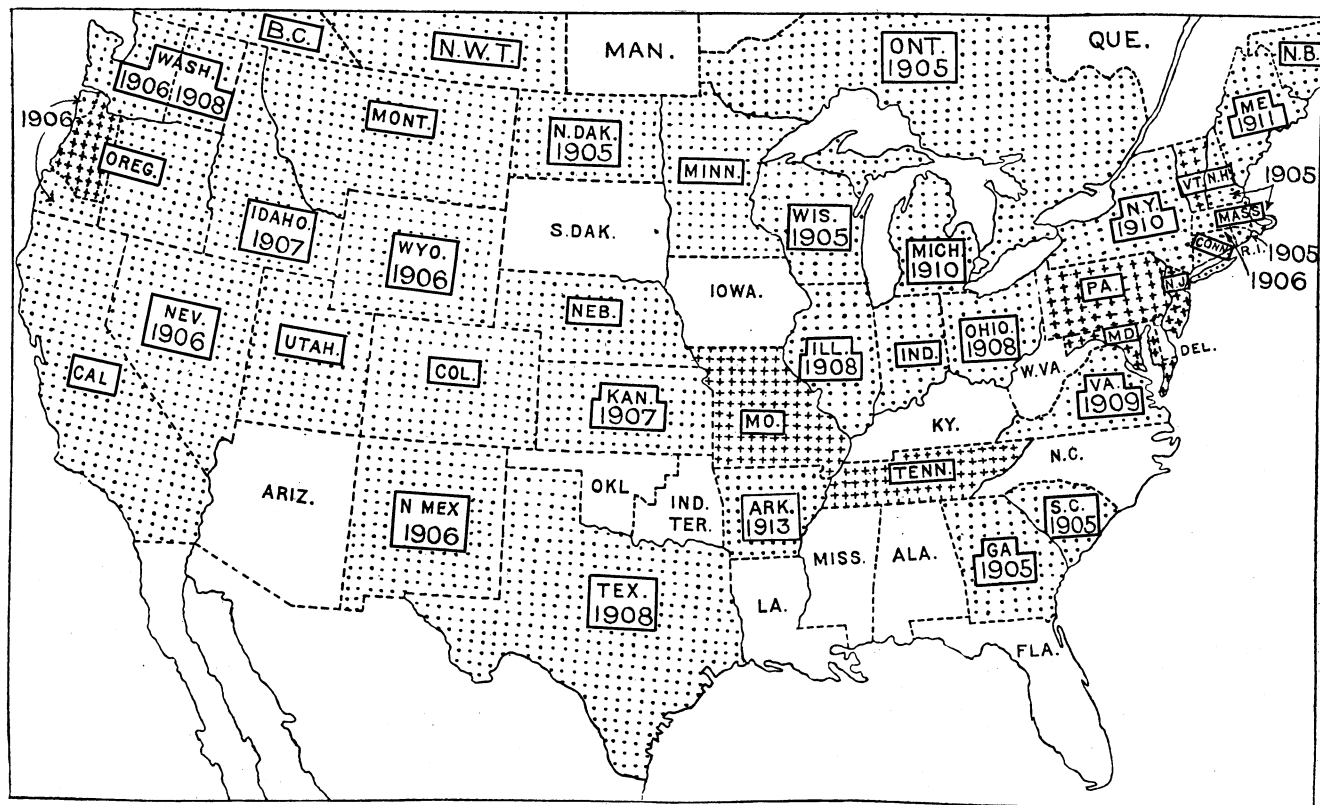 B.C.
N.W.T.
MAN.
ONT.
1905
QUE.
N.B.
WASH.
1906 1908
MONT.
N.DAK.
1905
MINN.
ME.
1911
1906
OREG.
IDAHO.
1907
WYO.
1906
S.DAK.
WIS.
1905
MICH
1910
N.Y.
1910
VT.
N.H.
1905
MASS.
CONN.
R.I.
1905
1906
NEV.
1906
UTAH.
NEB.
IOWA.
PA.
N.J.
CAL
COL.
KAN.
1907
ILL.
1908
IND.
OHIO.
1908
MD.
DEL.
W.VA.
VA.
1909
MO.
KY.
N.C.
ARIZ.
N MEX
1906
OKL.
IND.
TER.
ARK.
1913
TENN.
S.C.
1905
TEX.
1908
LA.
MISS.
ALA.
GA.
1905
FLA.